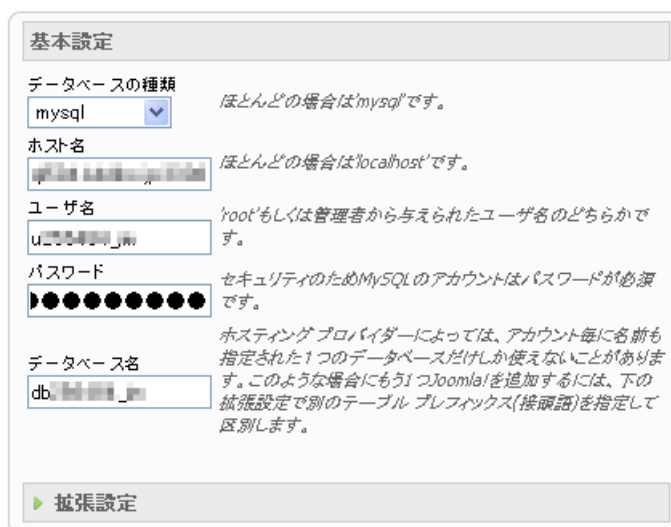 基本設定
データベースの種類
mysql
ほとんどの場合は'mysql'です。
ホスト名
ほとんどの場合は'localhost'です。
ユーザ名
'root'もしくは管理者から与えられたユーザ名のどちらかで
す。
u
パスワード
セキュリティのためMySQLのアカウントはパスワードが必須
です。
ホスティング プロバイダーによっては、アカウント毎に名前も
指定された1つのデータベースだけしか使えないことがありま
す。このような場合にもう1つJoomla!を追加するには、下の
拡張設定で別のテーブル プレフィックス(接頭語)を指定して
区別します。
データベース名
db
拡張設定